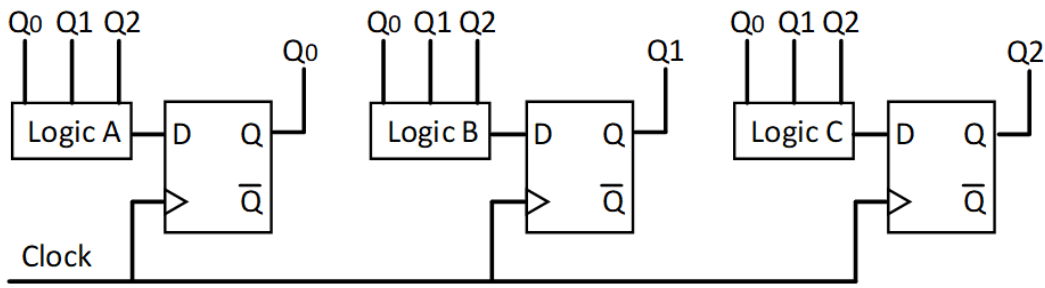 Q0 Q1 Q2 Q0 Q1 Q2 Q0 Q1 Q2
Q0 Q1 Q2
Logic A D Q Logic B D Q Logic C D Q
Q̅ Q̅ Q̅
Clock